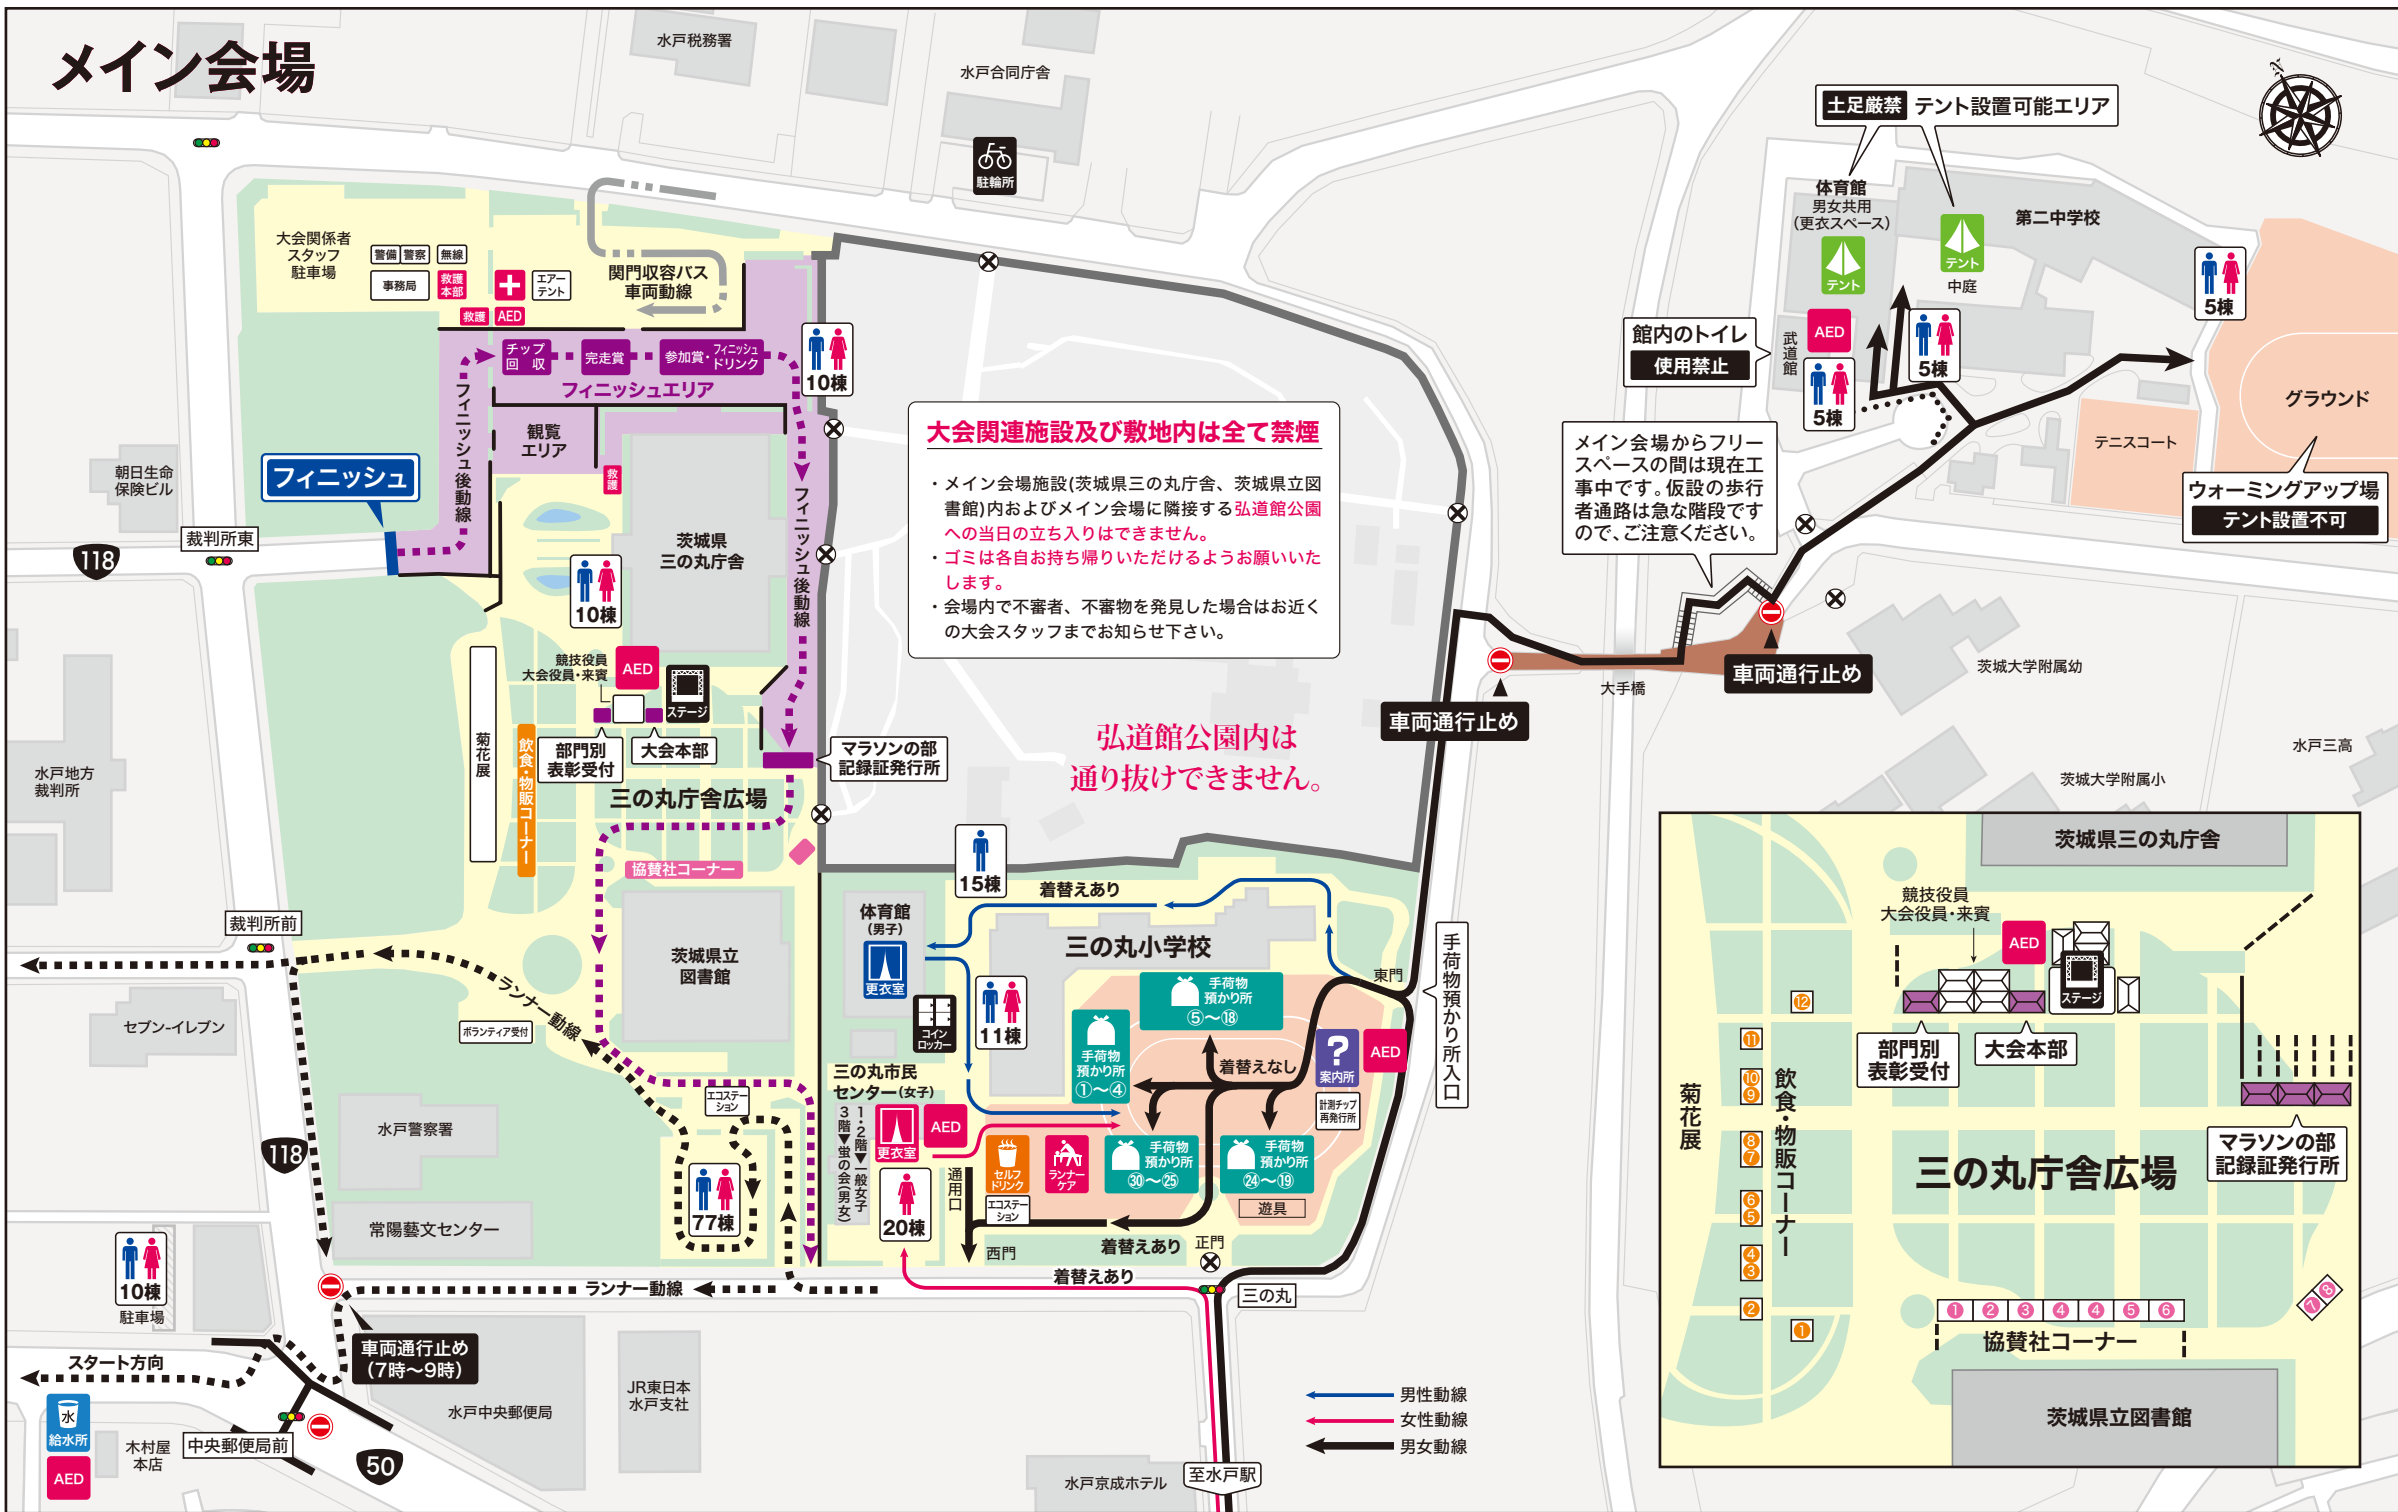 メイン会場
水戸税務署
水戸合同庁舎
駐輪所
土足厳禁 テント設置可能エリア
体育館
男女共用
(更衣スペース)
テント
テント
中庭
第二中学校
5棟
グラウンド
館内のトイレ
使用禁止
武道館
AED
5棟
5棟
テニスコート
ウォーミングアップ場
テント設置不可
大会関係者
スタッフ
駐車場
警備
警察
無線
事務局
救護
本部
エアー
テント
救護
AED
関門収容バス
車両動線
チップ
回 収
完走賞
参加賞・フィニッシュ
ドリンク
フィニッシュエリア
10棟
フィニッシュ後動線
観覧
エリア
救護
フィニッシュ
フィニッシュ後動線
朝日生命
保険ビル
裁判所東
118
茨城県
三の丸庁舎
10棟
大会関連施設及び敷地内は全て禁煙
・メイン会場施設(茨城県三の丸庁舎、茨城県立図
書館)内およびメイン会場に隣接する弘道館公園
への当日の立ち入りはできません。
・ゴミは各自お持ち帰りいただけるようお願いいた
します。
・会場内で不審者、不審物を発見した場合はお近く
の大会スタッフまでお知らせ下さい。
メイン会場からフリー
スペースの間は現在工
事中です。仮設の歩行
者通路は急な階段です
ので、ご注意ください。
車両通行止め
大手橋
車両通行止め
茨城大学附属幼
水戸三高
茨城大学附属小
競技役員
大会役員・来賓
AED
ステージ
部門別
表彰受付
大会本部
マラソンの部
記録証発行所
弘道館公園内は
通り抜けできません。
菊花展
飲食・物販コーナー
三の丸庁舎広場
協賛社コーナー
水戸地方
裁判所
裁判所前
茨城県立
図書館
15棟
着替えあり
体育館
(男子)
更衣室
コイン
ロッカー
11棟
三の丸小学校
東門
手荷物預かり所入口
手荷物
預かり所
⑤〜⑱
手荷物
預かり所
①〜④
着替えなし
?
案内所
AED
計測チップ
再発行所
手荷物
預かり所
㉚〜㉕
手荷物
預かり所
㉔〜⑲
遊具
セブン-イレブン
ランナー動線
ボランティア受付
三の丸市民
センター(女子)
1・2階▼一般女子
3階▼蛍の会(男女)
更衣室
AED
20棟
通用口
セルフ
ドリンク
ランナー
ケア
エコステー
ション
エコステー
ション
77棟
水戸警察署
118
常陽藝文センター
西門
着替えあり
正門
着替えあり
三の丸
ランナー動線
10棟
駐車場
車両通行止め
(7時〜9時)
スタート方向
水
給水所
AED
木村屋
本店
中央郵便局前
50
水戸中央郵便局
JR東日本
水戸支社
水戸京成ホテル
至水戸駅
男性動線
女性動線
男女動線
茨城県三の丸庁舎
競技役員
大会役員・来賓
AED
ステージ
部門別
表彰受付
大会本部
マラソンの部
記録証発行所
菊花展
飲食・物販コーナー
⑫
⑪
⑩
⑨
⑧
⑦
⑥
⑤
④
③
②
①
三の丸庁舎広場
① ② ③ ④ ④ ⑤ ⑥
⑦ ⑧
協賛社コーナー
茨城県立図書館